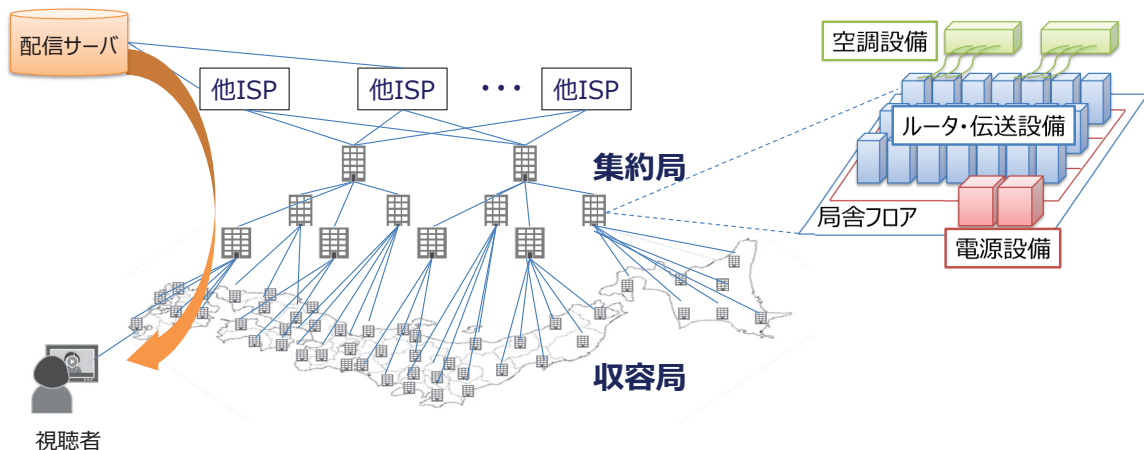 配信サーバ
他ISP
他ISP
・・・
他ISP
集約局
収容局
視聴者
空調設備
ルータ・伝送設備
局舎フロア
電源設備